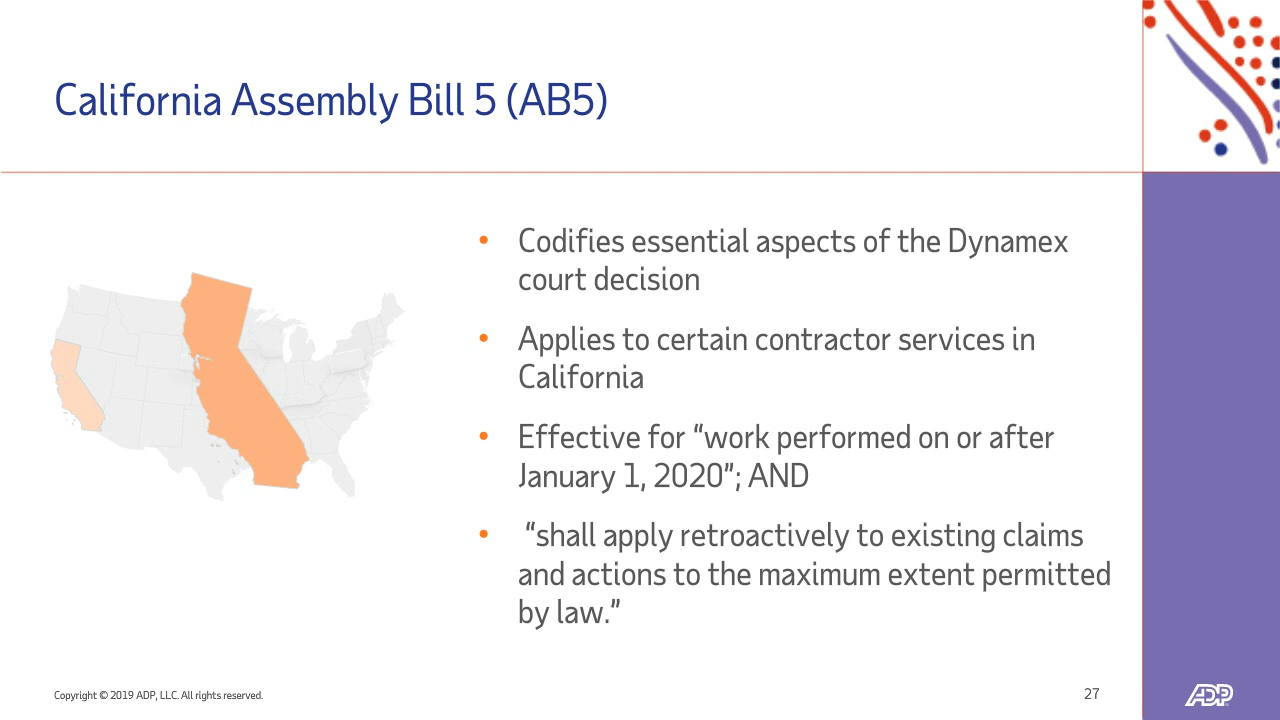 California Assembly Bill 5 (AB5)
• Codifies essential aspects of the Dynamex
court decision
• Applies to certain contractor services in
California
• Effective for “work performed on or after
January 1, 2020”; AND
• “shall apply retroactively to existing claims
and actions to the maximum extent permitted
by law.”
Copyright © 2019 ADP, LLC. All rights reserved.
27
ADP